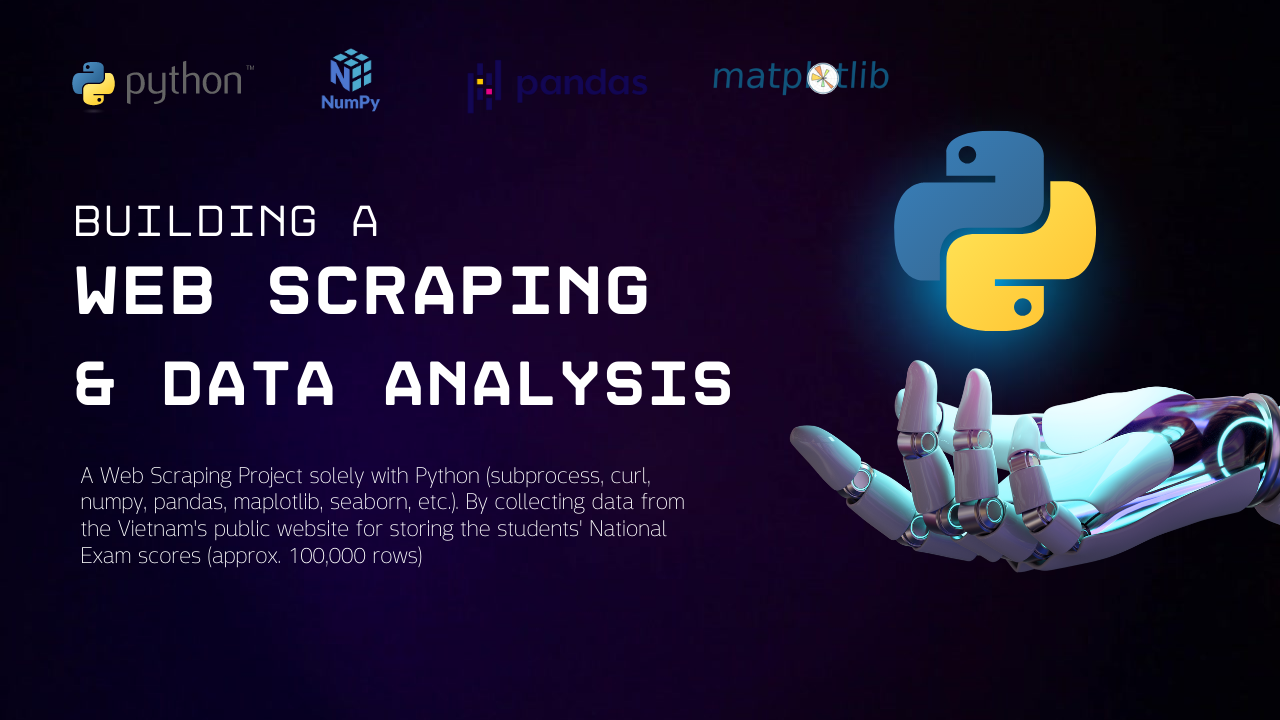 python™
NumPy
pandas
matplotlib
BUILDING A
WEB SCRAPING
& DATA ANALYSIS
A Web Scraping Project solely with Python (subprocess, curl,
numpy, pandas, maplotlib, seaborn, etc.). By collecting data from
the Vietnam's public website for storing the students' National
Exam scores (approx. 100,000 rows)